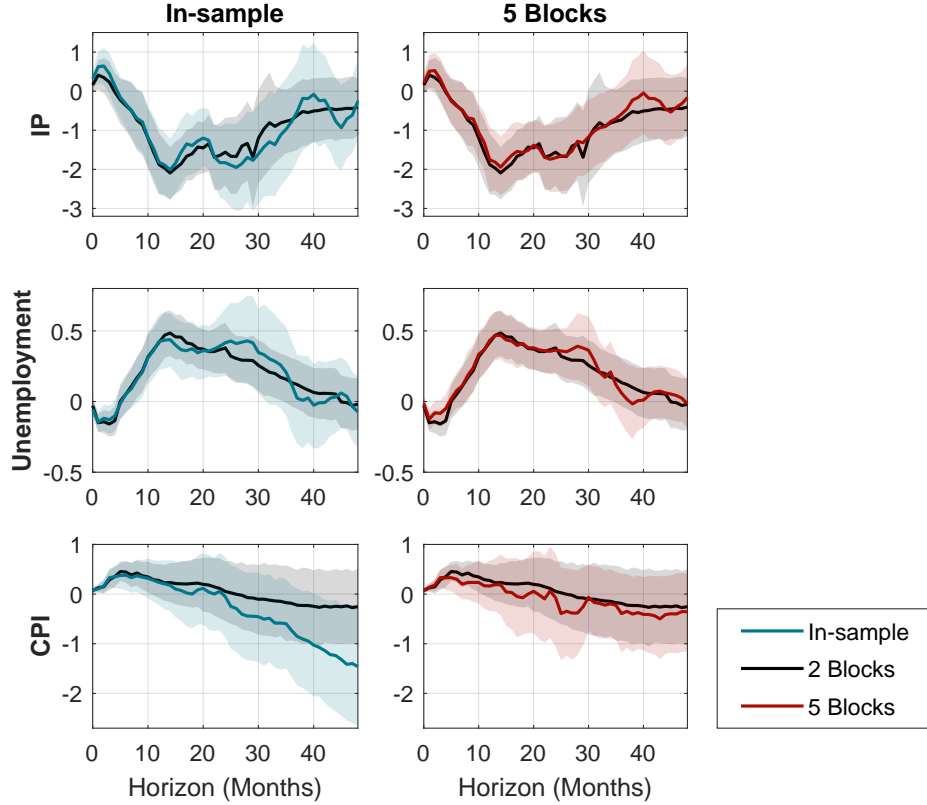 In-sample 5 Blocks
IP
1 1
0 0
-1 -1
-2 -2
-3 -3
0 10 20 30 40 0 10 20 30 40
Unemployment
0.5 0.5
0 0
-0.5 -0.5
0 10 20 30 40 0 10 20 30 40
CPI
1 1
0 0
-1 -1
-2 -2
0 10 20 30 40 0 10 20 30 40
Horizon (Months) Horizon (Months)
In-sample
2 Blocks
5 Blocks